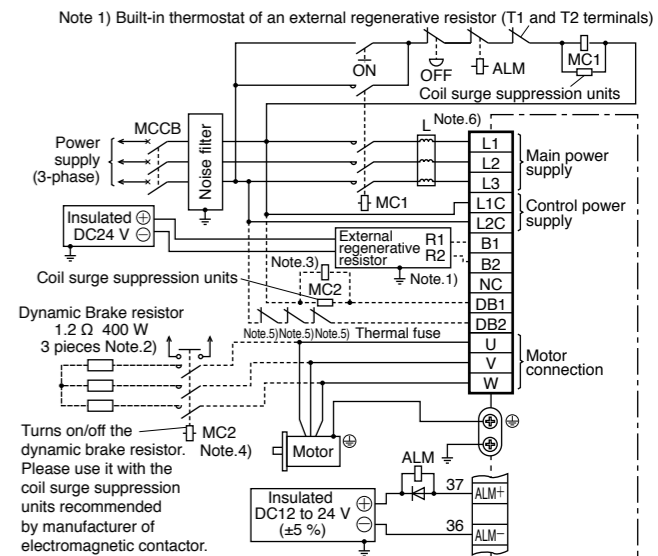 Note 1) Built-in thermostat of an external regenerative resistor (T1 and T2 terminals)
ON
OFF
ALM
MC1
Coil surge suppression units
MCCB
Noise filter
L
Note.6)
Power
supply
(3-phase)
MC1
L1
L2
L3
L1C
L2C
B1
B2
NC
DB1
DB2
U
V
W
Main power
supply
Control power
supply
Motor
connection
Insulated ⊕
DC24 V ⊖
External
regenerative
resistor
R1
R2
Note.1)
Note.3)
Coil surge suppression units
MC2
Note.5) Note.5) Note.5) Thermal fuse
Dynamic Brake resistor
1.2 Ω 400 W
3 pieces Note.2)
Turns on/off the
dynamic brake resistor.
Please use it with the
coil surge suppression
units recommended
by manufacturer of
electromagnetic contactor.
MC2
Note.4)
Motor
ALM
Insulated
DC12 to 24 V
(±5 %)
37
ALM+
36
ALM−